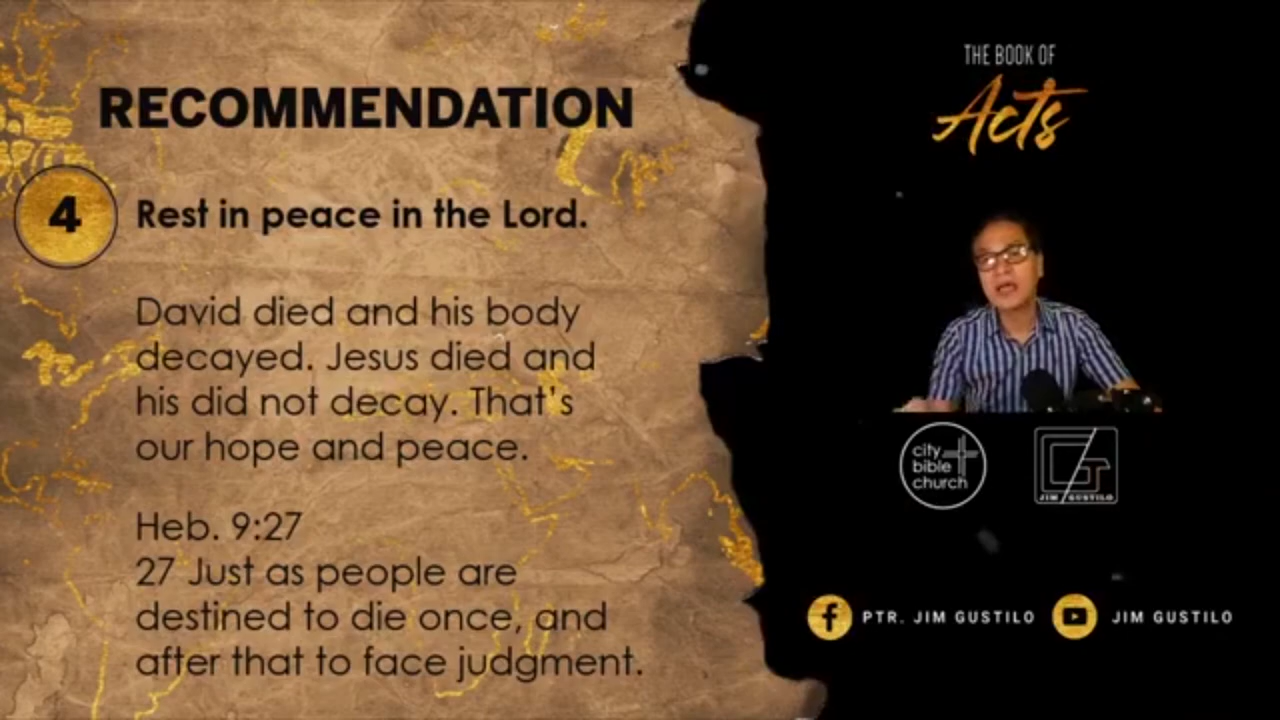 RECOMMENDATION
4
Rest in peace in the Lord.
David died and his body
decayed. Jesus died and
his did not decay. That's
our hope and peace.
Heb. 9:27
27 Just as people are
destined to die once, and
after that to face judgment.
THE BOOK OF
Acts
city
bible
church
G
JIM GUSTILO
PTR. JIM GUSTILO
JIM GUSTILO